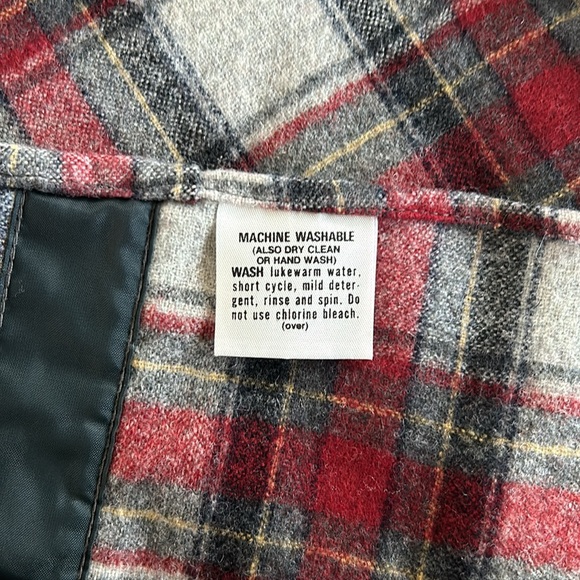 MACHINE WASHABLE
(ALSO DRY CLEAN
OR HAND WASH)
WASH lukewarm water,
short cycle, mild deter-
gent, rinse and spin. Do
not use chlorine bleach.
(over)